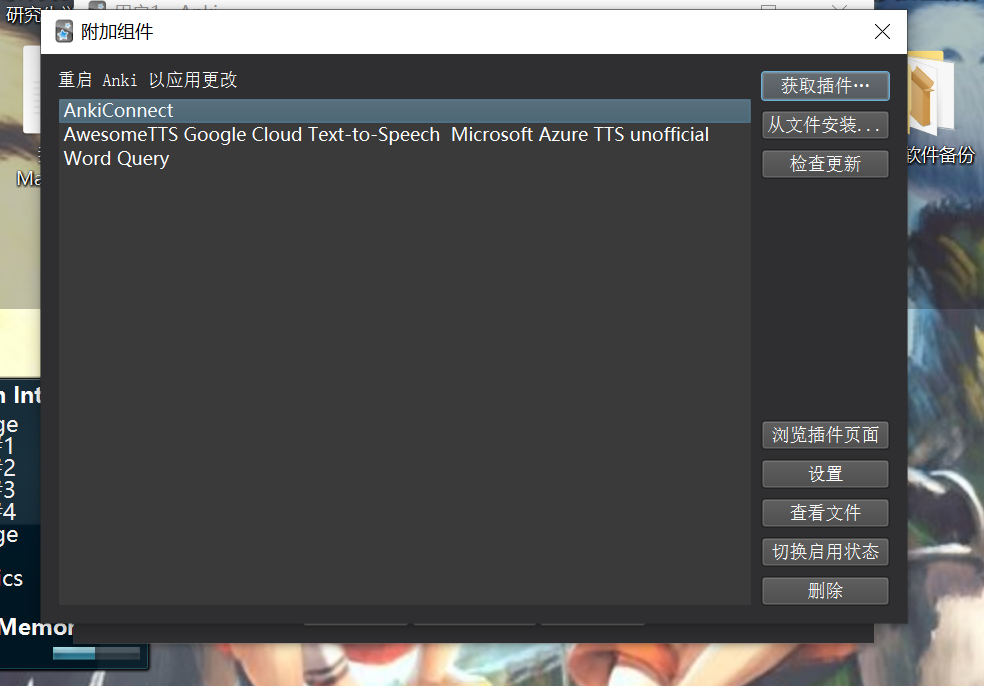 附加组件
重启 Anki 以应用更改
获取插件…
AnkiConnect
从文件安装...
AwesomeTTS Google Cloud Text-to-Speech Microsoft Azure TTS unofficial
Word Query
检查更新
软件备份
Ma
n Int
ge
#1
#2
#3
#4
ge
ics
Memor
浏览插件页面
设置
查看文件
切换启用状态
删除